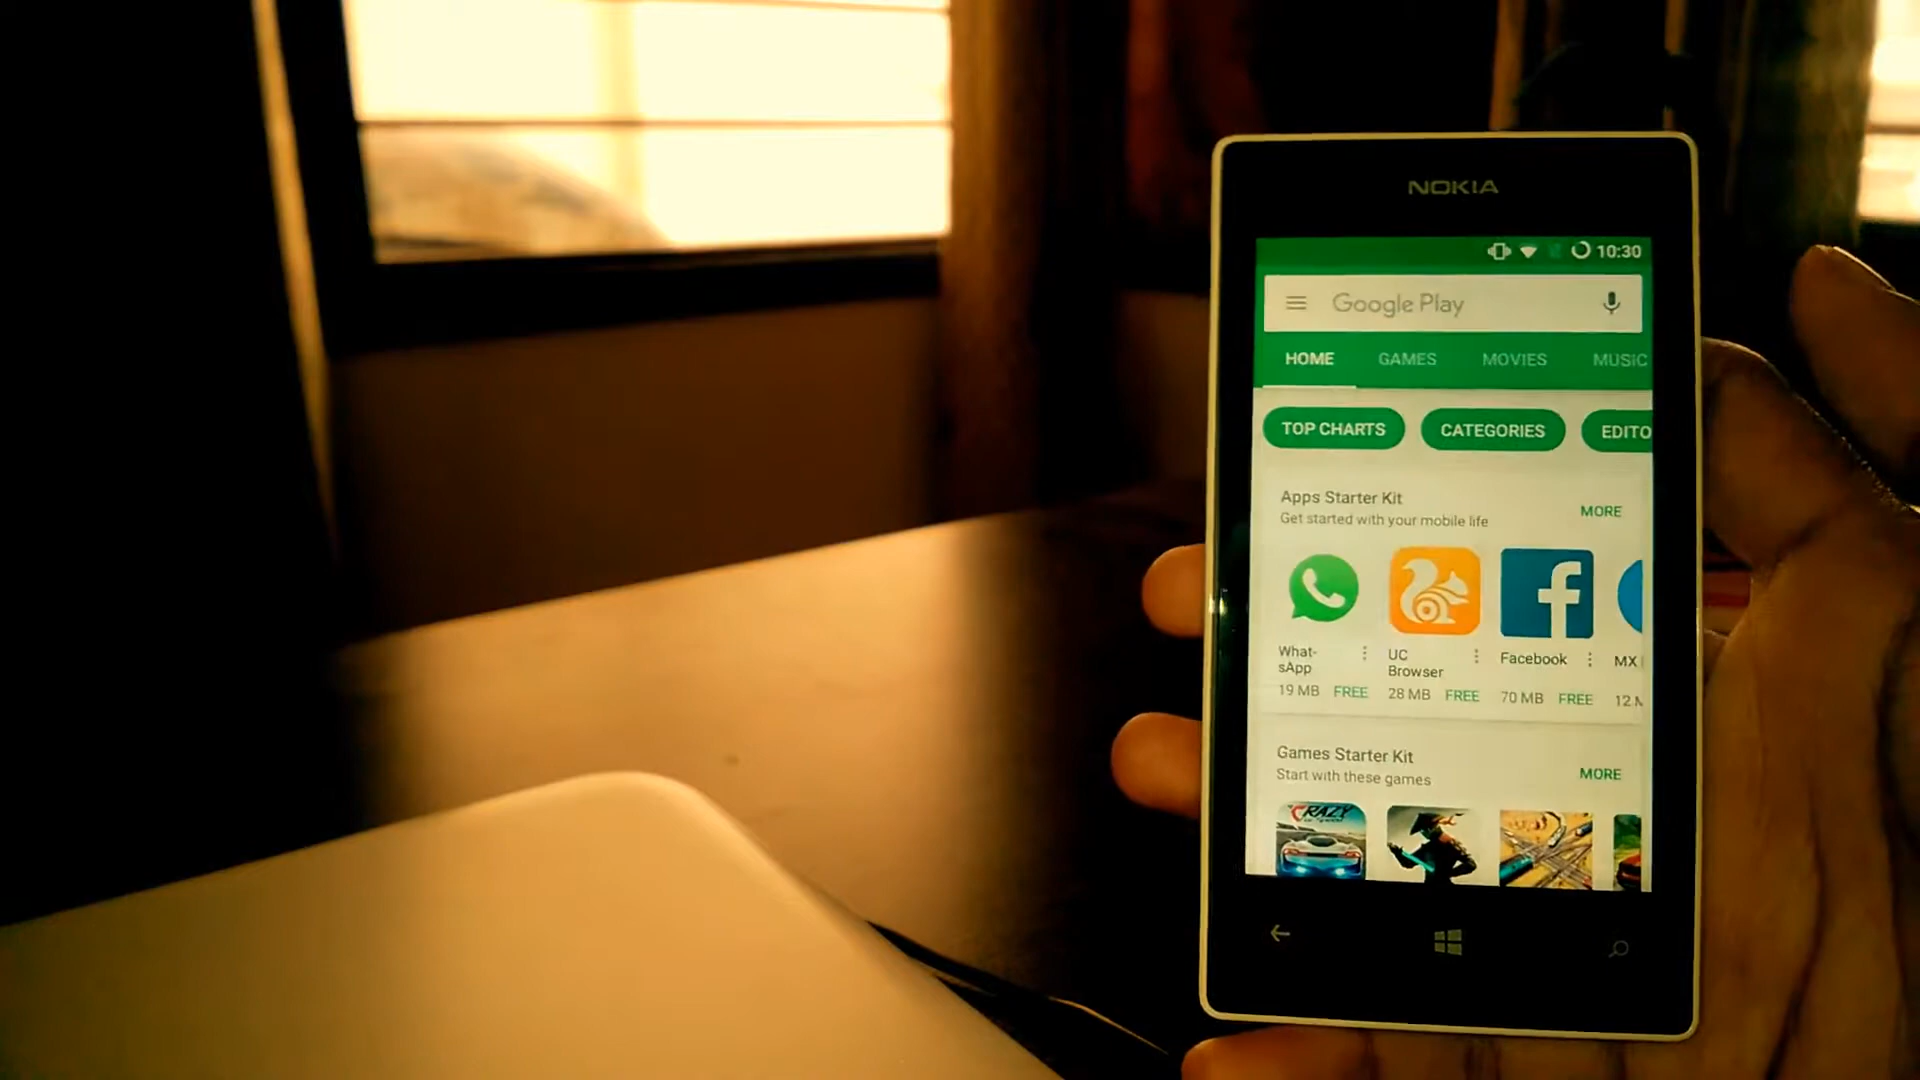 NOKIA
10:30
Google Play
HOME GAMES MOVIES MUSIC
TOP CHARTS CATEGORIES EDITO
Apps Starter Kit
Get started with your mobile life
MORE
What-
sApp
19 MB FREE
UC
Browser
28 MB FREE
Facebook
70 MB FREE
MX
12 M
Games Starter Kit
Start with these games
MORE
CRAZY